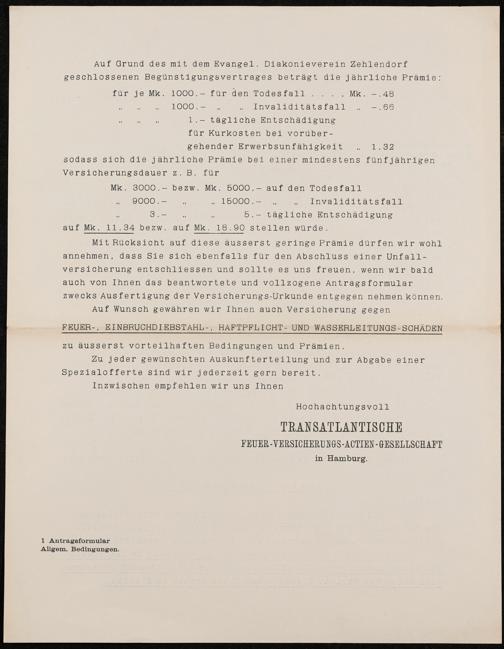 Auf Grund des mit dem Evangel. Diakonieverein Zehlendorf
geschlossenen Begünstigungsvertrages beträgt die jährliche Prämie:
für je Mk. 1000.– für den Todesfall . . . . Mk. –.48
„ „ „ 1000.– „ „ Invaliditätsfall „ –.66
„ „ „ 1.– tägliche Entschädigung
für Kurkosten bei vorüber-
gehender Erwerbsunfähigkeit „ 1.32
sodass sich die jährliche Prämie bei einer mindestens fünfjährigen
Versicherungsdauer z. B. für
Mk. 3000.– bezw. Mk. 5000.– auf den Todesfall
„ 9000.– „ „ 15000.– „ „ Invaliditätsfall
„ 3.– „ „ 5.– tägliche Entschädigung
auf Mk. 11.34 bezw. auf Mk. 18.90 stellen würde.
Mit Rücksicht auf diese äusserst geringe Prämie dürfen wir wohl
annehmen, dass Sie sich ebenfalls für den Abschluss einer Unfall-
versicherung entschliessen und sollte es uns freuen, wenn wir bald
auch von Ihnen das beantwortete und vollzogene Antragsformular
zwecks Ausfertigung der Versicherungs-Urkunde entgegen nehmen können.
Auf Wunsch gewähren wir Ihnen auch Versicherung gegen
FEUER-, EINBRUCHDIEBSTAHL-, HAFTPFLICHT- UND WASSERLEITUNGS-SCHÄDEN
zu äusserst vorteilhaften Bedingungen und Prämien.
Zu jeder gewünschten Auskunfterteilung und zur Abgabe einer
Spezialofferte sind wir jederzeit gern bereit.
Inzwischen empfehlen wir uns Ihnen
Hochachtungsvoll
TRANSATLANTISCHE
FEUER-VERSICHERUNGS-ACTIEN-GESELLSCHAFT
in Hamburg.
1 Antragsformular
Allgem. Bedingungen.